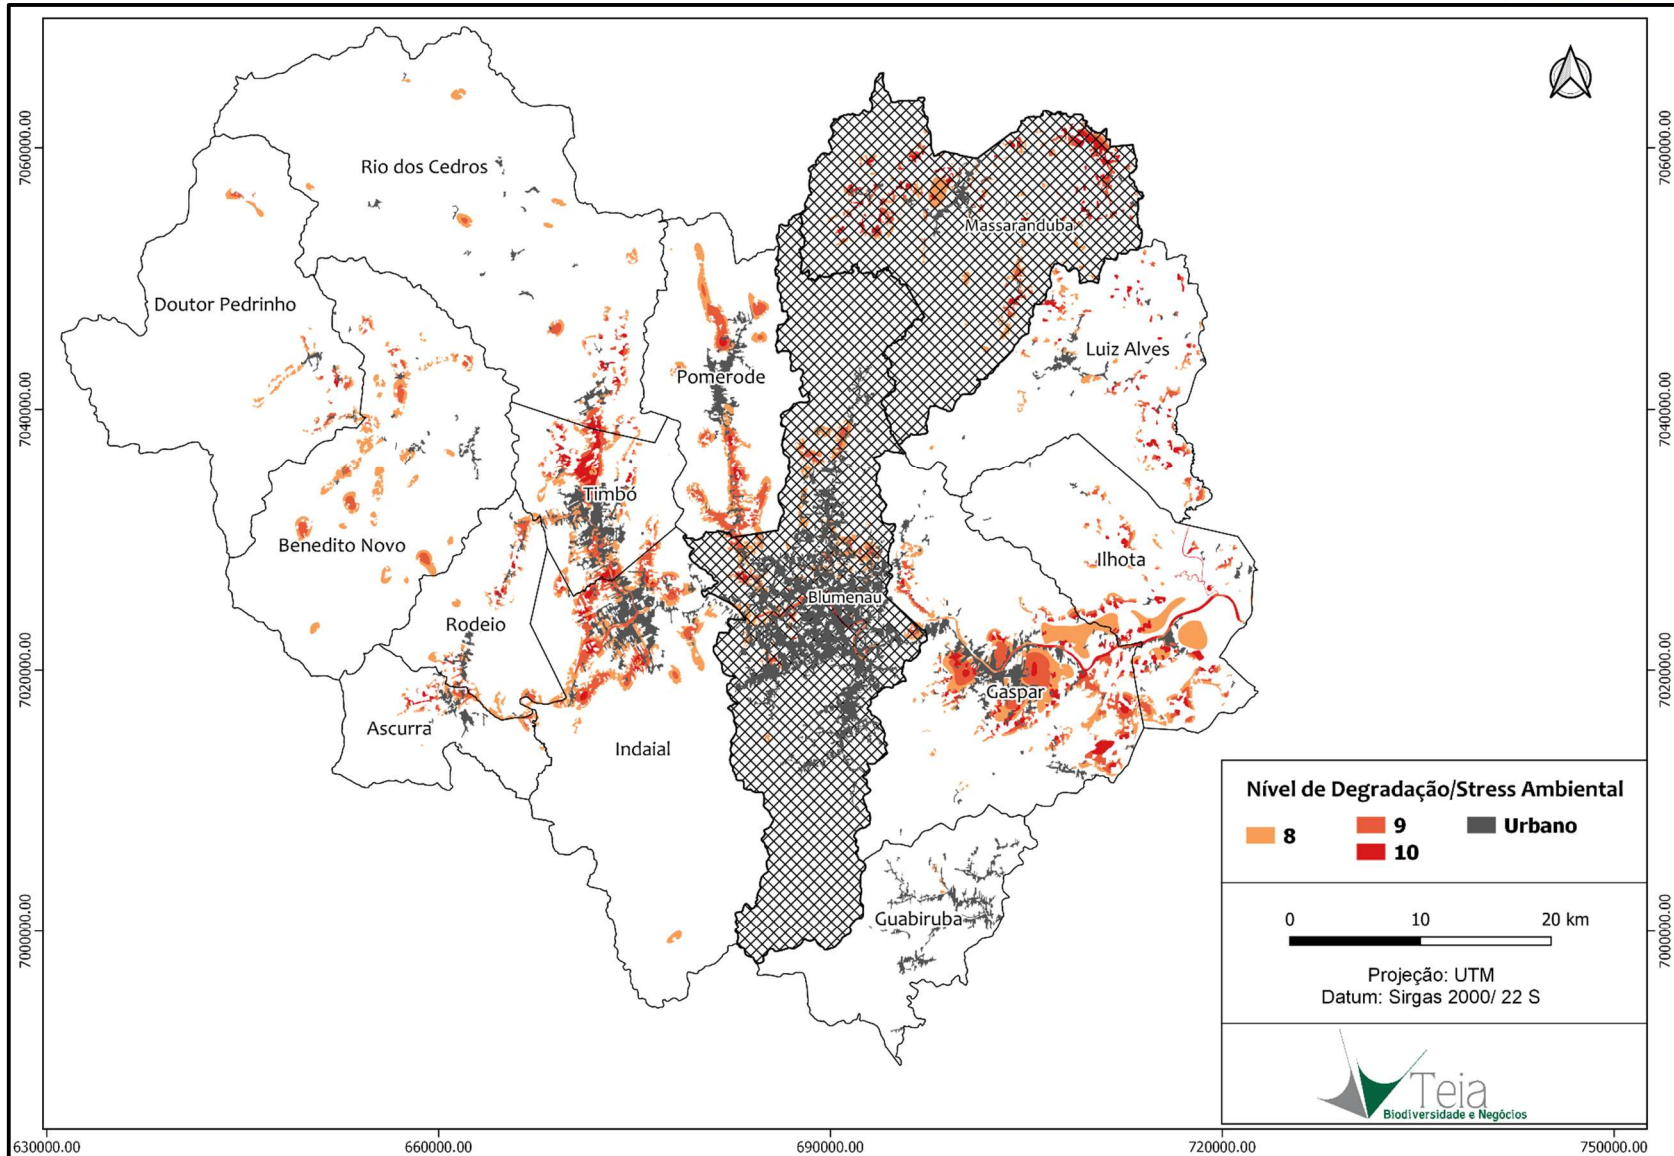 Rio dos Cedros
Massaranduba
Doutor Pedrinho
Luiz Alves
Pomerode
Timbó
Benedito Novo
Ilhota
Blumenau
Rodeio
Gaspar
Ascurra
Indaial
Guabiruba
7060000.00
7040000.00
7020000.00
7000000.00
7060000.00
7040000.00
7020000.00
7000000.00
Nível de Degradação/Stress Ambiental
8
9
10
Urbano
0 10 20 km
Projeção: UTM
Datum: Sirgas 2000/ 22 S
Teia
Biodiversidade e Negócios
630000.00 660000.00 690000.00 720000.00 750000.00